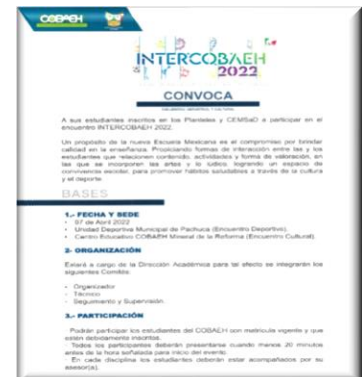 COBAEH
INTERCOBAEH
2022
CONVOCA
A sus estudiantes inscritos en los Planteles y CEMSaD a participar en el
encuentro INTERCOBAEH 2022.
Un propósito de la nueva Escuela Mexicana es el compromiso por brindar
calidad en la enseñanza. Propiciando formas de interacción entre las y los
estudiantes que relacionen contenido, actividades y forma de valoración, en
las que se incorporan las artes y lo lúdico, logrando un espacio de
convivencia escolar, para promover hábitos saludables a través de la cultura
y el deporte.
BASES
1.- FECHA Y SEDE
- 07 de Abril 2022
- Unidad Deportiva Municipal de Pachuca (Encuentro Deportivo).
- Centro Educativo COBAEH Mineral de la Reforma (Encuentro Cultural).
2- ORGANIZACIÓN
Estará a cargo de la Dirección Académica para tal efecto se integrarán los
siguientes Comités:
- Organizador
- Técnico
- Seguimiento y Supervisión.
3.- PARTICIPACIÓN
- Podrán participar los estudiantes del COBAEH con matrícula vigente y que
estén debidamente inscritos.
- Todos los participantes deberán presentarse cuando menos 20 minutos
antes de la hora señalada para inicio del evento.
- En cada disciplina los estudiantes deberán estar acompañados por su
asesor(a).